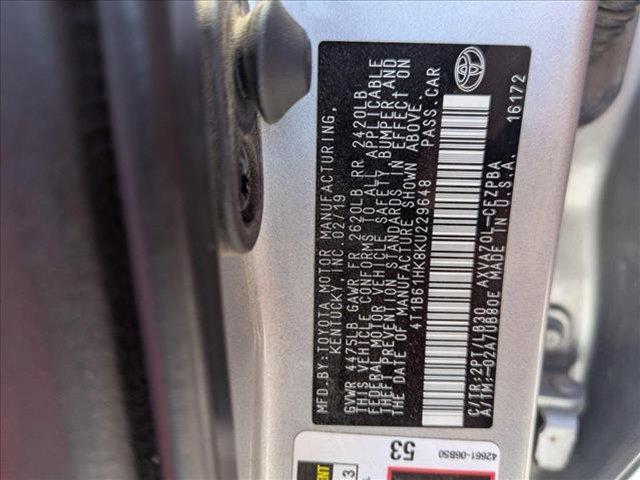 MFD.BY:TOYOTA MOTOR MANUFACTURING,
KENTUCKY, INC. 02/19
GVWR 4475LB GAWR FR 2620LB RR 2420LB
THIS VEHICLE CONFORMS TO ALL APPLICABLE
FEDERAL MOTOR VEHICLE SAFETY, BUMPER, AND
THEFT PREVENTION STANDARDS IN EFFECT ON
THE DATE OF MANUFACTURE SHOWN ABOVE.
4T1B61HK8KU229648 PASS.CAR
C/TR:2PT/LB30 AXVA70L-CEZPBA
A/TM:-02A/UB80E MADE IN U.S.A. 16172
53
42661-06B50
3